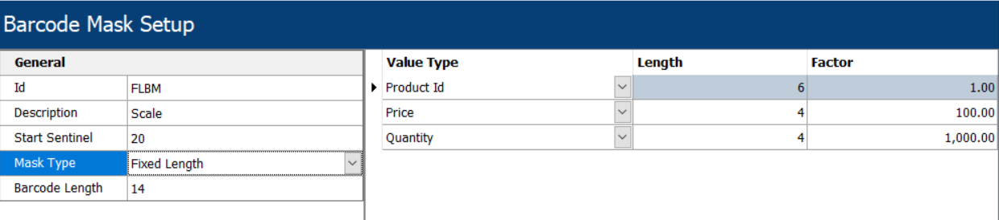 Barcode Mask Setup
General
Id FLBM
Description Scale
Start Sentinel 20
Mask Type Fixed Length
Barcode Length 14
Value Type Length Factor
Product Id 6 1.00
Price 4 100.00
Quantity 4 1,000.00